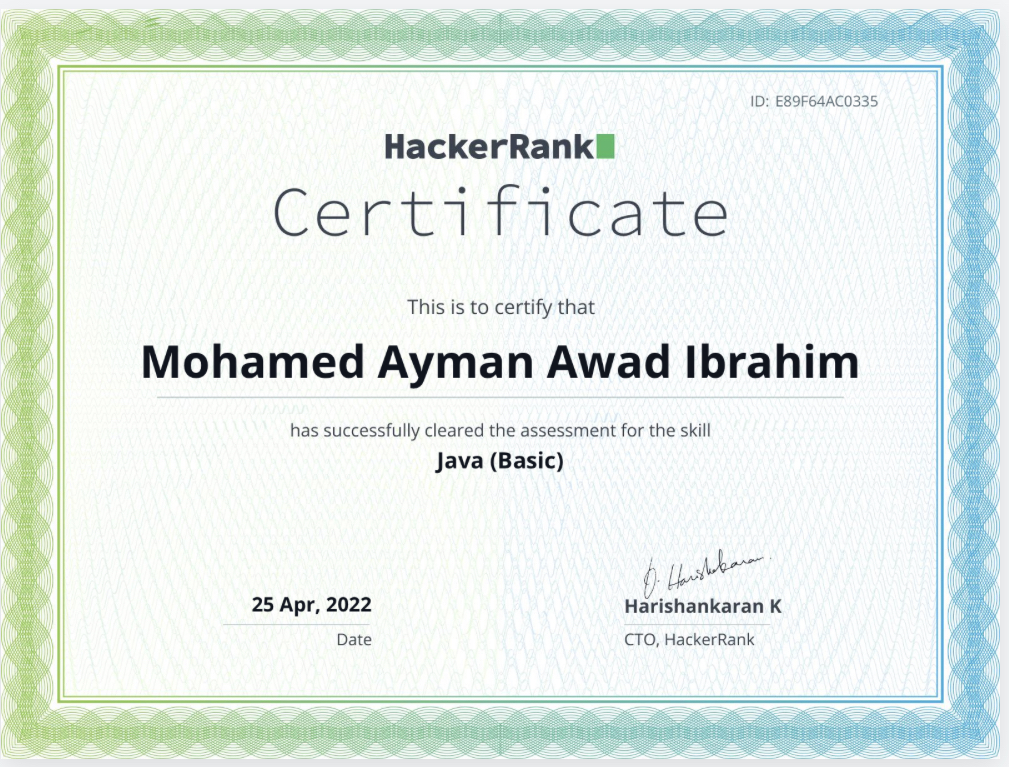 ID: E89F64AC0335
HackerRank
Certificate
This is to certify that
Mohamed Ayman Awad Ibrahim
has successfully cleared the assessment for the skill
Java (Basic)
25 Apr, 2022
Date
Harishankaran K
CTO, HackerRank